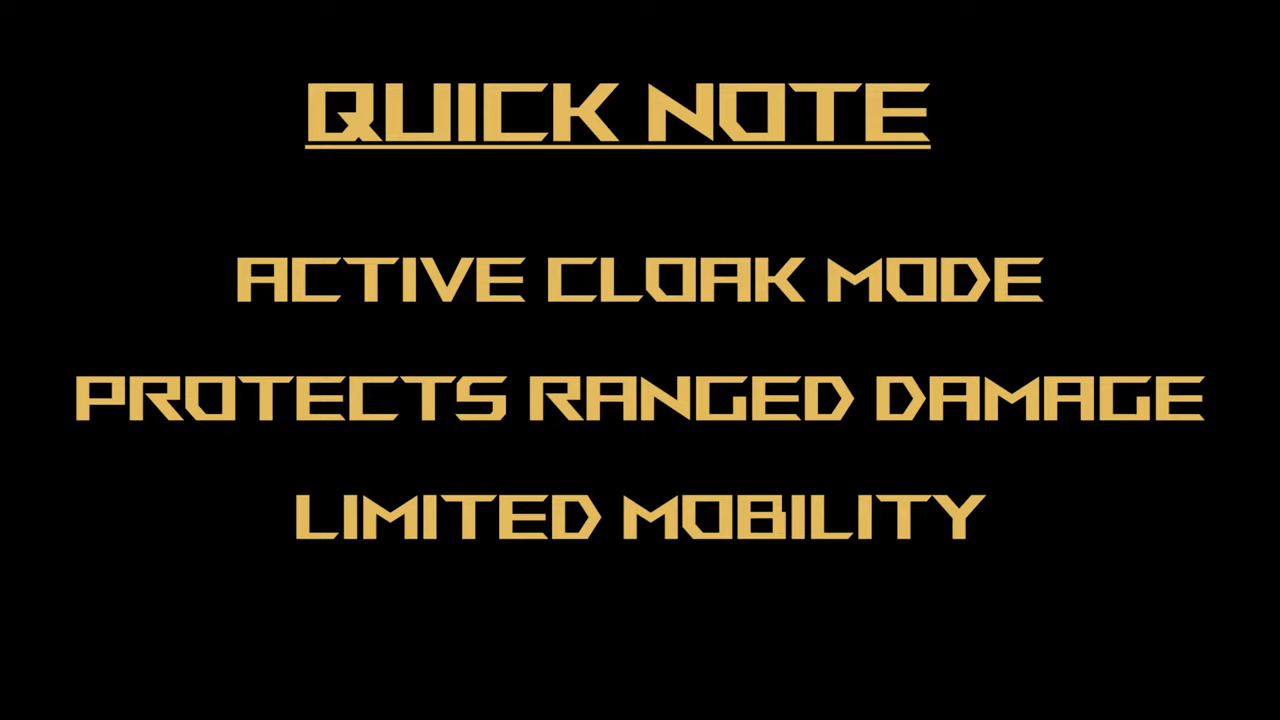 QUICK NOTE
ACTIVE CLOAK MODE
PROTECTS RANGED DAMAGE
LIMITED MOBILITY